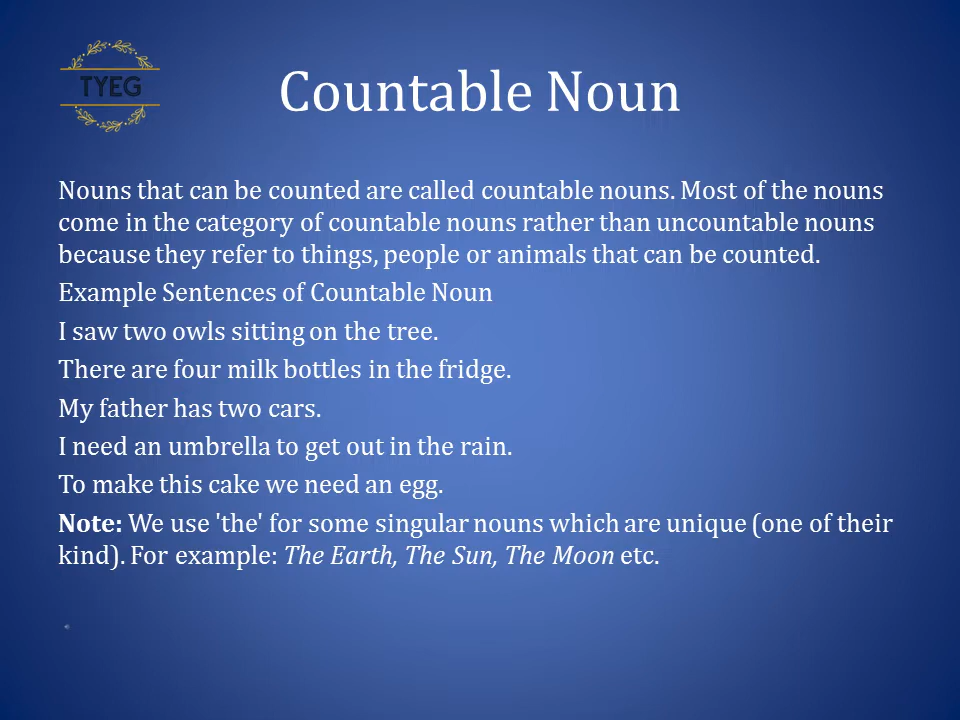 TYEG
Countable Noun
Nouns that can be counted are called countable nouns. Most of the nouns
come in the category of countable nouns rather than uncountable nouns
because they refer to things, people or animals that can be counted.
Example Sentences of Countable Noun
I saw two owls sitting on the tree.
There are four milk bottles in the fridge.
My father has two cars.
I need an umbrella to get out in the rain.
To make this cake we need an egg.
Note: We use 'the' for some singular nouns which are unique (one of their
kind). For example: The Earth, The Sun, The Moon etc.